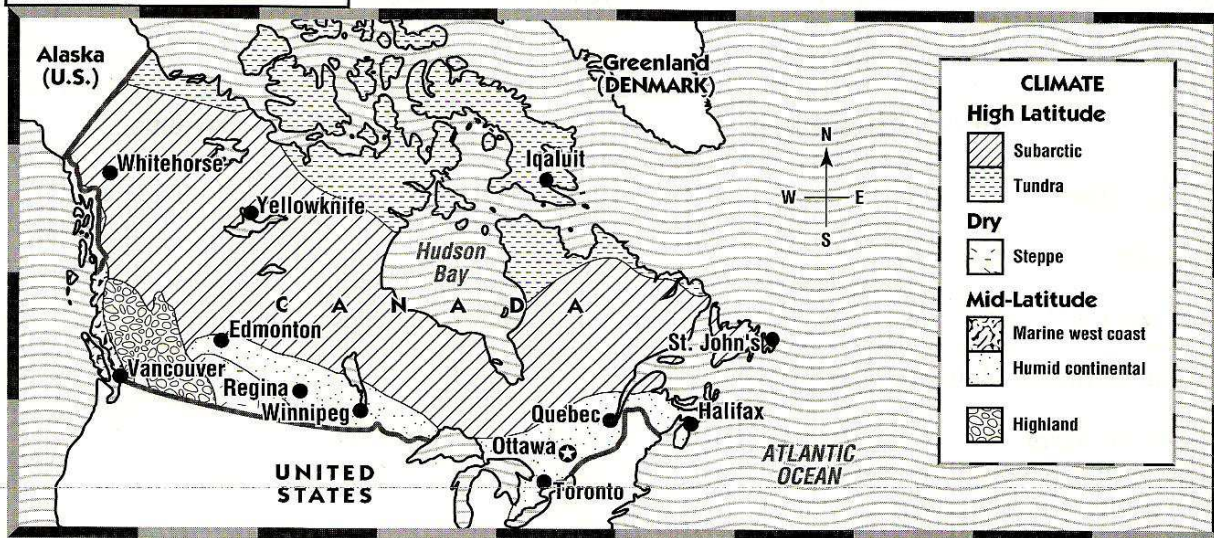 Alaska
(U.S.)
Greenland
(DENMARK)
Whitehorse
Yellowknife
Iqaluit
Hudson
Bay
C A N A D A
Edmonton
Vancouver
Regina
Winnipeg
St. John's
Quebec
Halifax
Ottawa
Toronto
UNITED
STATES
ATLANTIC
OCEAN
N
W E
S
CLIMATE
High Latitude
Subarctic
Tundra
Dry
Steppe
Mid-Latitude
Marine west coast
Humid continental
Highland